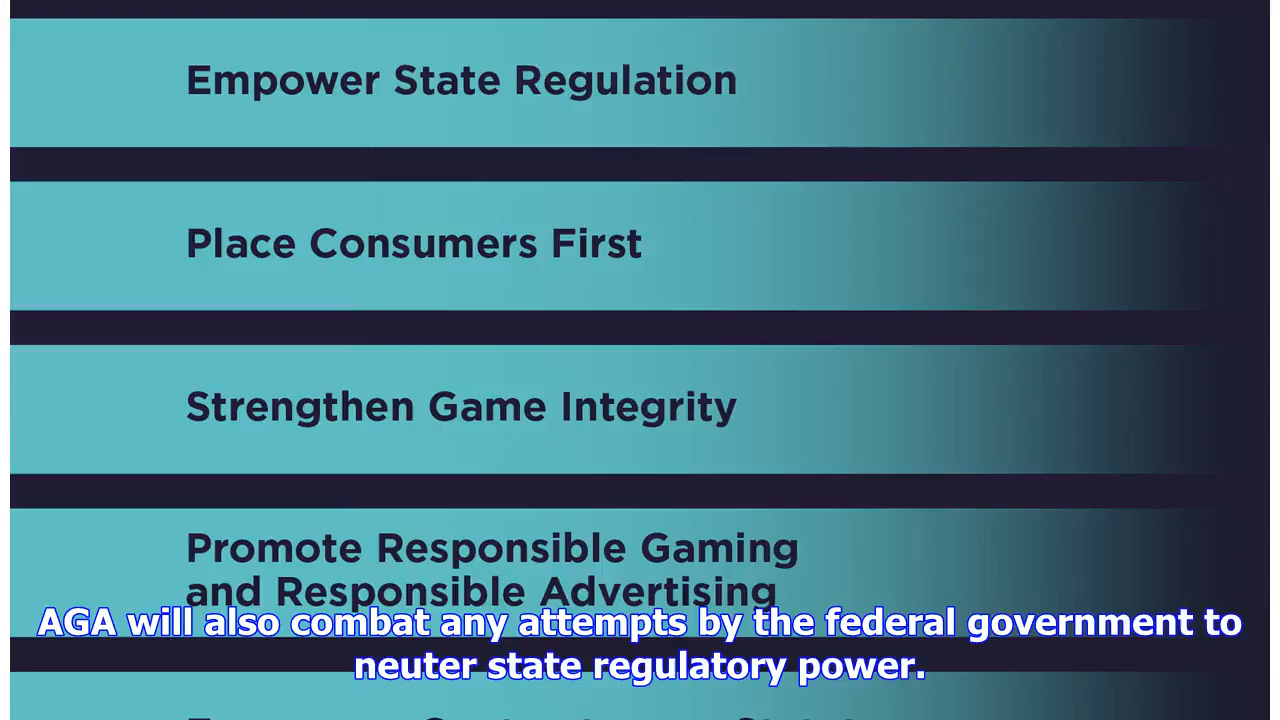 Empower State Regulation
Place Consumers First
Strengthen Game Integrity
Promote Responsible Gaming
and Responsible Advertising
AGA will also combat any attempts by the federal government to
neuter state regulatory power.